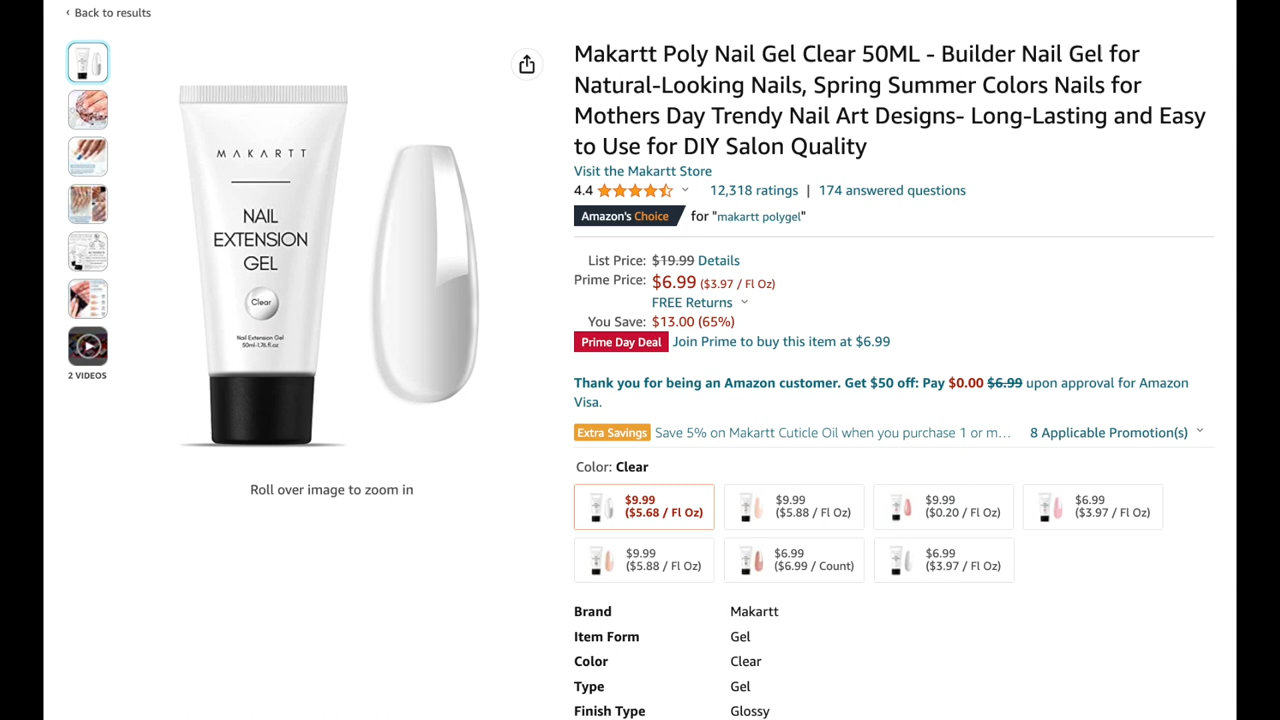 ‹ Back to results
Makartt Poly Nail Gel Clear 50ML - Builder Nail Gel for
Natural-Looking Nails, Spring Summer Colors Nails for
Mothers Day Trendy Nail Art Designs- Long-Lasting and Easy
to Use for DIY Salon Quality
Visit the Makartt Store
4.4 12,318 ratings | 174 answered questions
Amazon's Choice for "makartt polygel"
List Price: $19.99 Details
Prime Price: $6.99 ($3.97 / Fl Oz)
FREE Returns
You Save: $13.00 (65%)
Prime Day Deal Join Prime to buy this item at $6.99
Thank you for being an Amazon customer. Get $50 off: Pay $0.00 $6.99 upon approval for Amazon
Visa.
Extra Savings Save 5% on Makartt Cuticle Oil when you purchase 1 or m… 8 Applicable Promotion(s)
Color: Clear
$9.99 $9.99 $9.99 $6.99
($5.68 / Fl Oz) ($5.88 / Fl Oz) ($0.20 / Fl Oz) ($3.97 / Fl Oz)
$9.99 $6.99 $6.99
($5.88 / Fl Oz) ($6.99 / Count) ($3.97 / Fl Oz)
Brand Makartt
Item Form Gel
Color Clear
Type Gel
Finish Type Glossy
MAKARTT
NAIL
EXTENSION
GEL
Clear
Nail Extension Gel
50ml-1.76.fl.oz
2 VIDEOS
Roll over image to zoom in